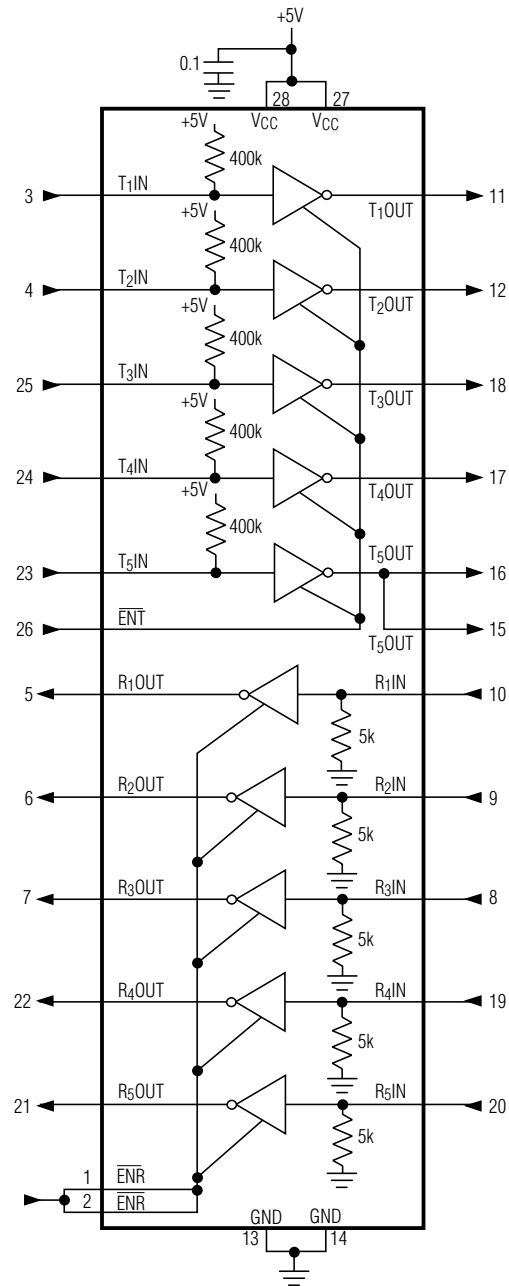 +5V
0.1
28 27
VCC VCC
+5V
400k
3 T1IN T1OUT 11
+5V
400k
4 T2IN T2OUT 12
+5V
400k
25 T3IN T3OUT 18
+5V
400k
24 T4IN T4OUT 17
+5V
400k
23 T5IN T5OUT 16
26 E̅N̅T̅ T5OUT 15
5 R1OUT R1IN 10
5k
6 R2OUT R2IN 9
5k
7 R3OUT R3IN 8
5k
22 R4OUT R4IN 19
5k
21 R5OUT R5IN 20
5k
1 E̅N̅R̅
2 E̅N̅R̅
GND GND
13 14